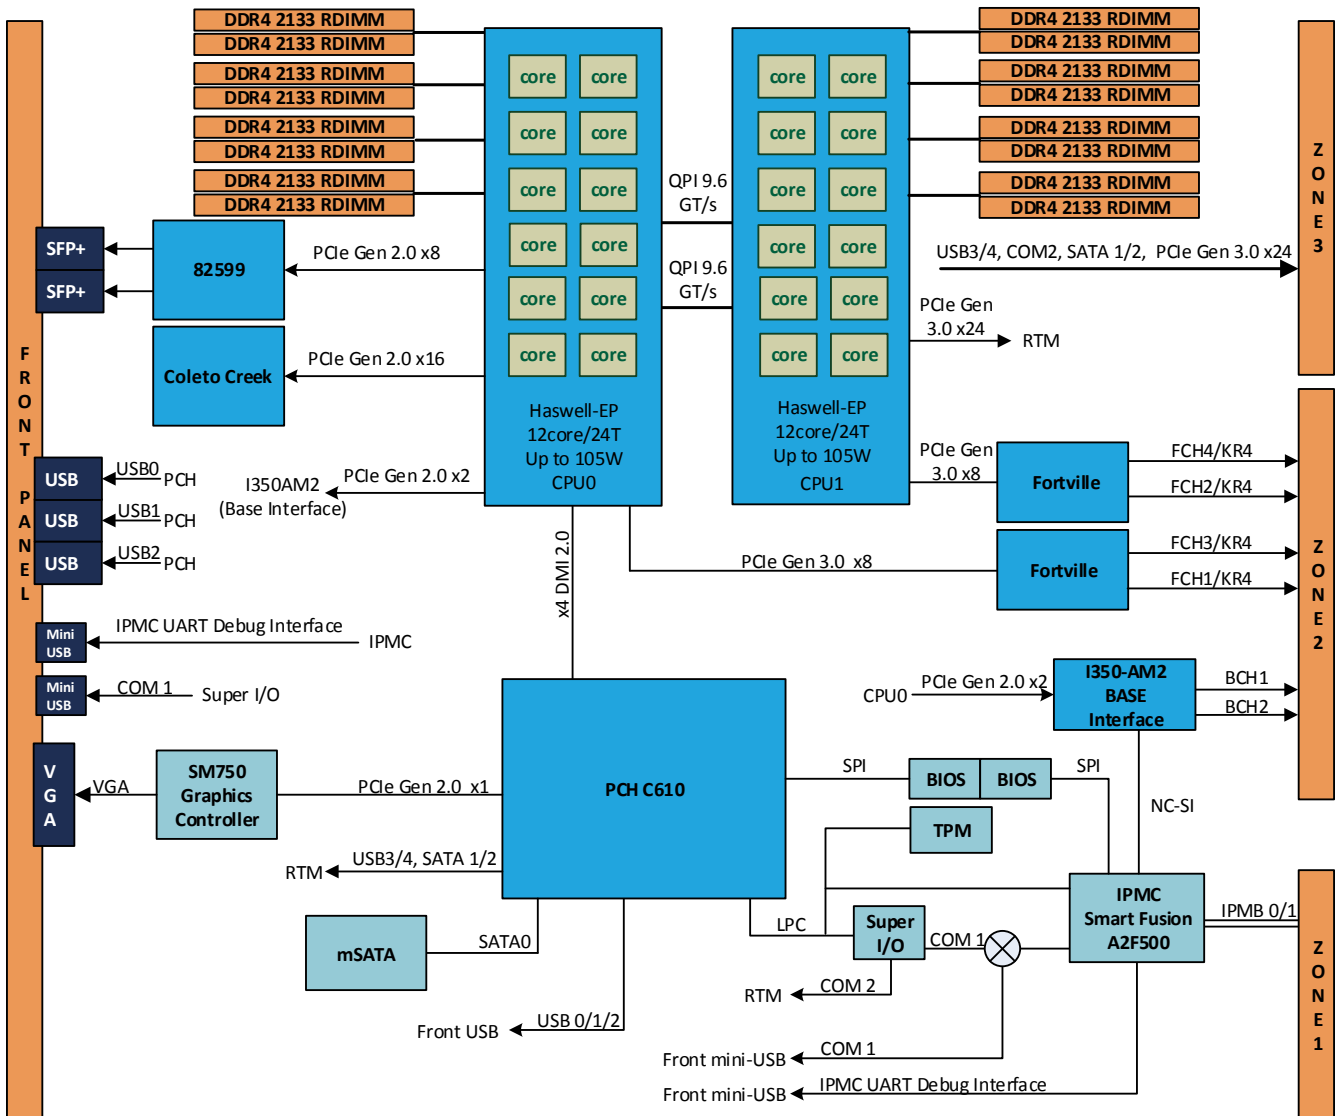 DDR4 2133 RDIMM
DDR4 2133 RDIMM
DDR4 2133 RDIMM
DDR4 2133 RDIMM
DDR4 2133 RDIMM
DDR4 2133 RDIMM
DDR4 2133 RDIMM
DDR4 2133 RDIMM
core core
core core
core core
core core
core core
core core
Haswell-EP
12core/24T
Up to 105W
CPU0
QPI 9.6
GT/s
QPI 9.6
GT/s
core core
core core
core core
core core
core core
core core
Haswell-EP
12core/24T
Up to 105W
CPU1
DDR4 2133 RDIMM
DDR4 2133 RDIMM
DDR4 2133 RDIMM
DDR4 2133 RDIMM
DDR4 2133 RDIMM
DDR4 2133 RDIMM
DDR4 2133 RDIMM
DDR4 2133 RDIMM
ZONE3
USB3/4, COM2, SATA 1/2, PCIe Gen 3.0 x24
PCIe Gen
3.0 x24
RTM
FRONT PANEL
SFP+
SFP+
82599
PCIe Gen 2.0 x8
Coleto Creek
PCIe Gen 2.0 x16
USB
USB0
PCH
USB
USB1
PCH
USB
USB2
PCH
I350AM2
(Base Interface)
PCIe Gen 2.0 x2
x4 DMI 2.0
PCIe Gen
3.0 x8
Fortville
FCH4/KR4
FCH2/KR4
PCIe Gen 3.0 x8
Fortville
FCH3/KR4
FCH1/KR4
ZONE2
Mini
USB
IPMC UART Debug Interface
IPMC
Mini
USB
COM 1
Super I/O
CPU0
PCIe Gen 2.0 x2
I350-AM2
BASE
Interface
BCH1
BCH2
VGA
VGA
SM750
Graphics
Controller
PCIe Gen 2.0 x1
PCH C610
SPI
BIOS
BIOS
SPI
NC-SI
TPM
RTM
USB3/4, SATA 1/2
mSATA
SATA0
Front USB
USB 0/1/2
LPC
Super
I/O
COM 1
IPMC
Smart Fusion
A2F500
IPMB 0/1
ZONE1
RTM
COM 2
Front mini-USB
COM 1
Front mini-USB
IPMC UART Debug Interface